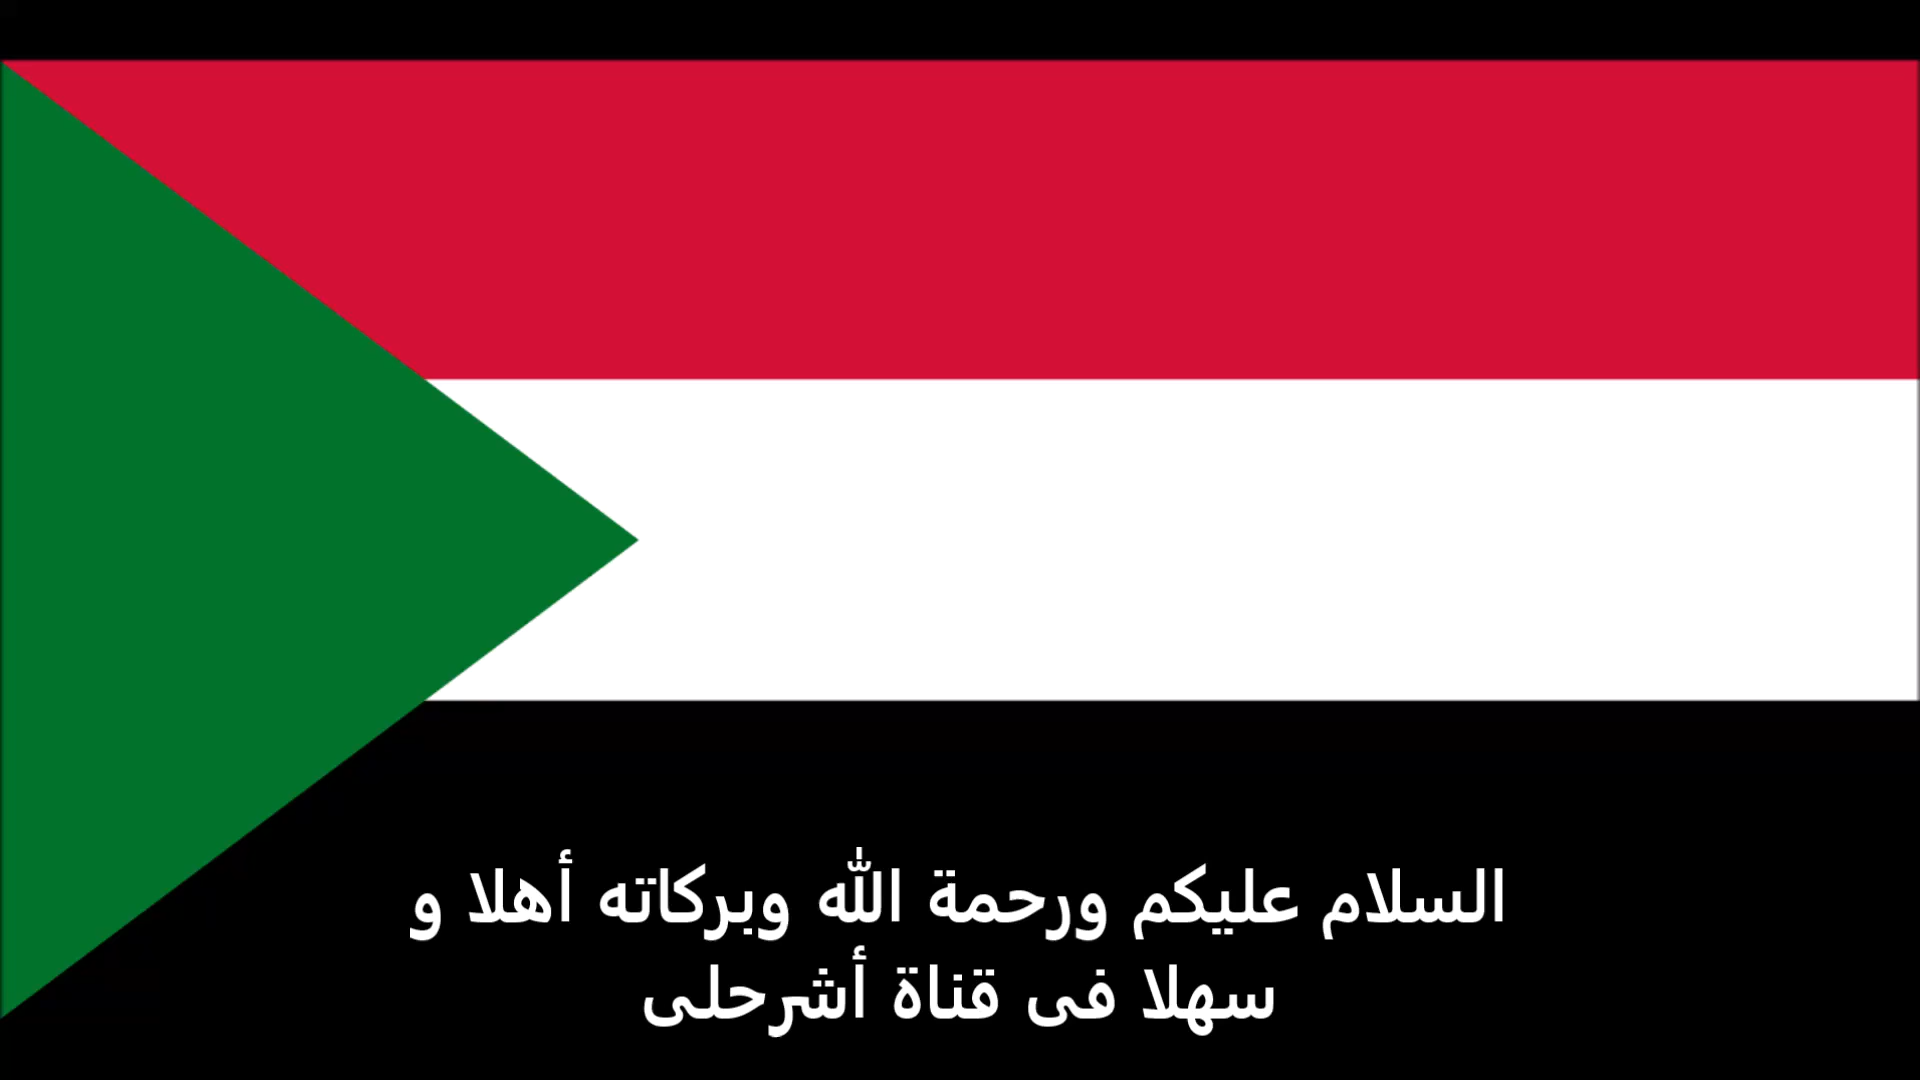 السلام عليكم ورحمة الله وبركاته أهلا و
سهلا فى قناة أشرحلى